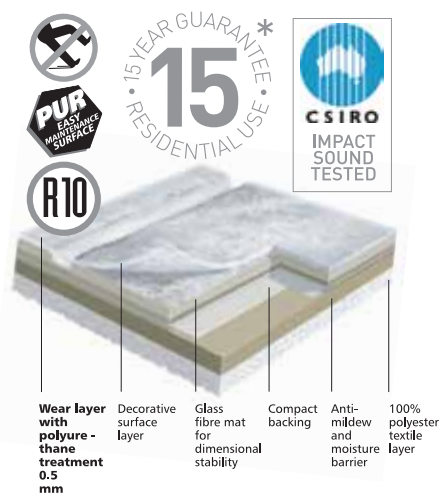 15 YEAR GUARANTEE
15
*
RESIDENTIAL USE
PUR
EASY
MAINTENANCE
SURFACE
R10
CSIRO
IMPACT
SOUND
TESTED
Wear layer
with
polyure -
thane
treatment
0.5
mm
Decorative
surface
layer
Glass
fibre mat
for
dimensional
stability
Compact
backing
Anti-
mildew
and
moisture
barrier
100%
polyester
textile
layer